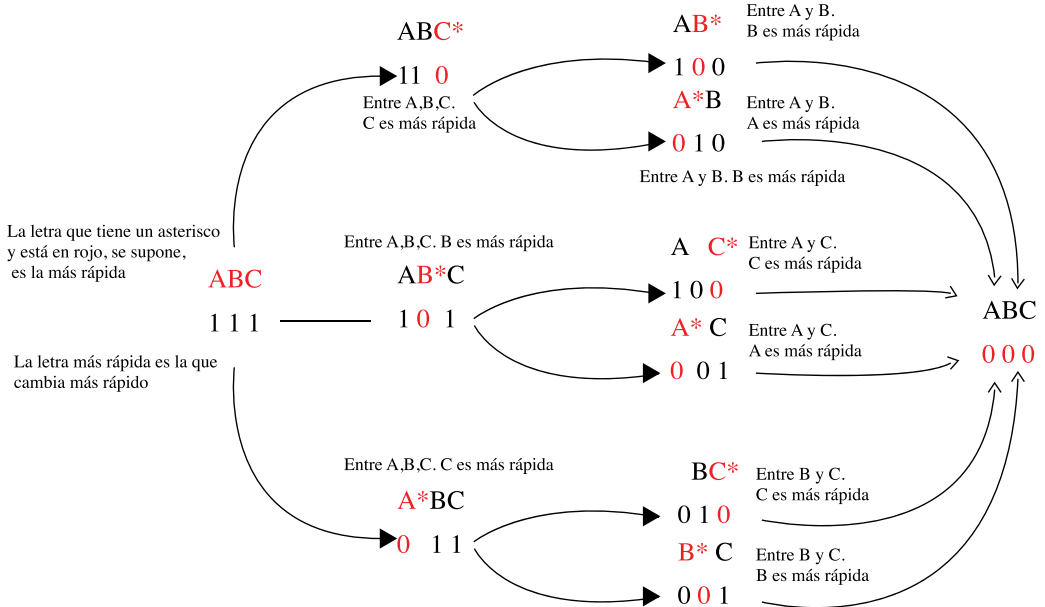 ABC*
11 0
Entre A,B,C.
C es más rápida
AB*
1 0 0
Entre A y B.
B es más rápida
A*B
0 1 0
Entre A y B.
A es más rápida
Entre A y B. B es más rápida
La letra que tiene un asterisco
y está en rojo, se supone,
es la más rápida
ABC
1 1 1
La letra más rápida es la que
cambia más rápido
Entre A,B,C. B es más rápida
AB*C
1 0 1
A C*
1 0 0
Entre A y C.
C es más rápida
A* C
0 0 1
Entre A y C.
A es más rápida
ABC
0 0 0
Entre A,B,C. C es más rápida
A*BC
0 1 1
BC*
0 1 0
Entre B y C.
C es más rápida
B* C
0 0 1
Entre B y C.
B es más rápida